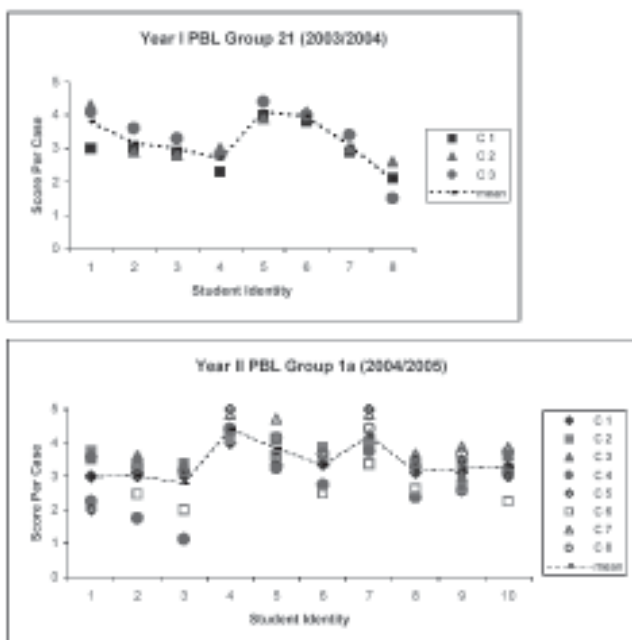 Year I PBL Group 21 (2003/2004)
Score Per Case
5
4
3
2
1
0
1 2 3 4 5 6 7 8
Student Identity
C 1
C 2
C 3
mean
Year II PBL Group 1a (2004/2005)
Score Per Case
5
4
3
2
1
0
1 2 3 4 5 6 7 8 9 10
Student Identity
C 1
C 2
C 3
C 4
C 5
C 6
C 7
C 8
mean